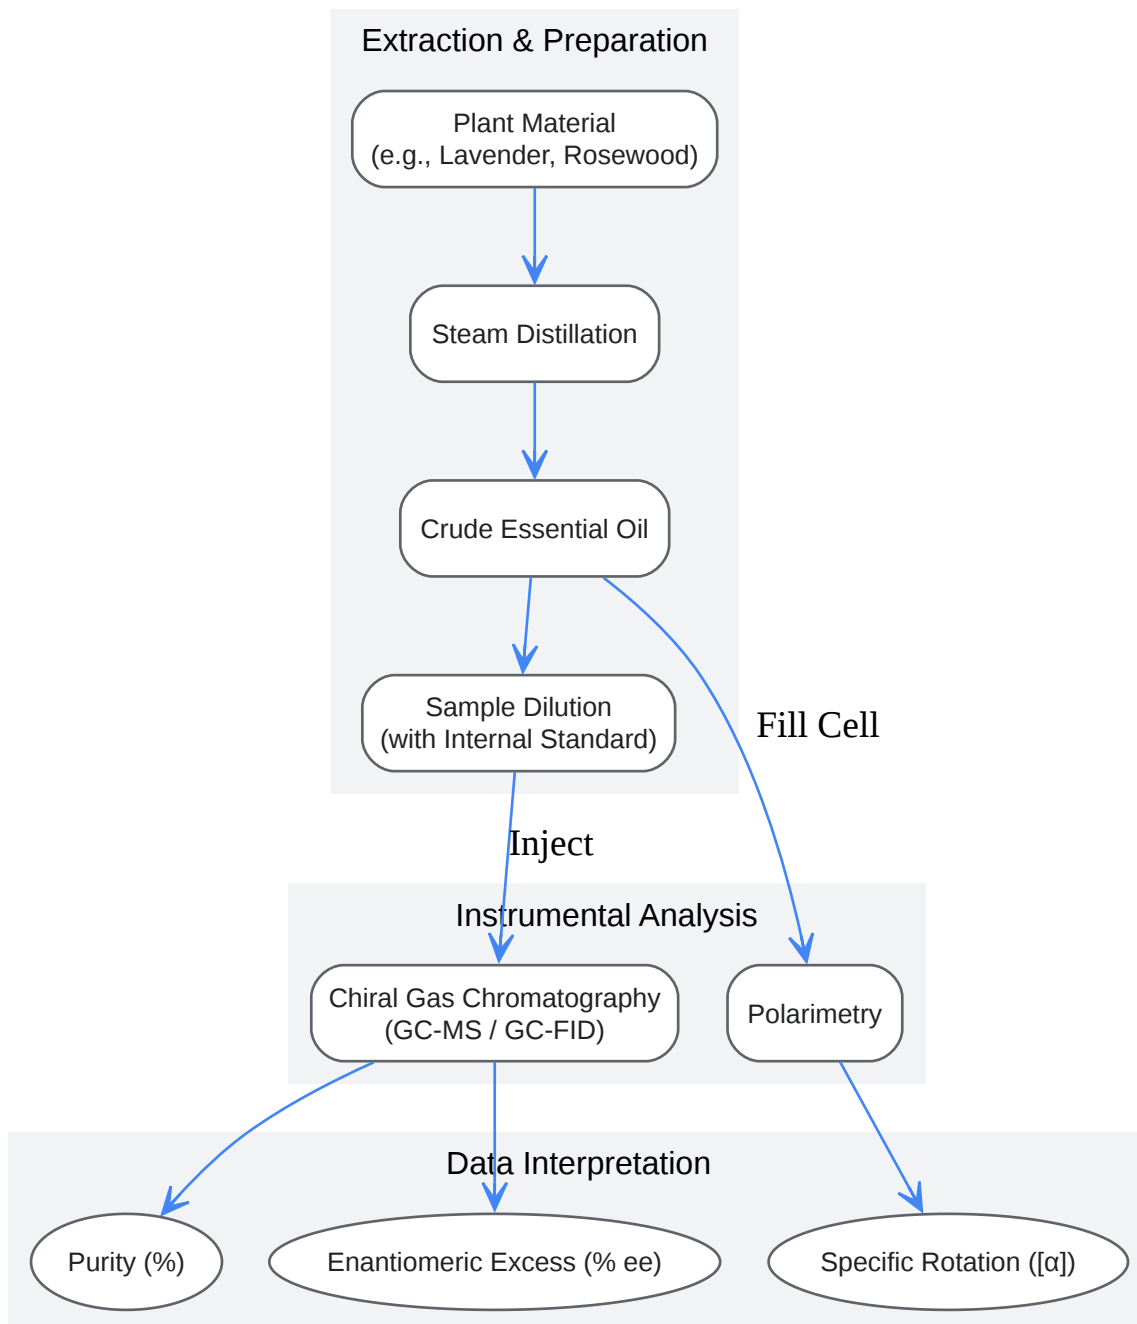 Extraction & Preparation
Plant Material
(e.g., Lavender, Rosewood)
Steam Distillation
Crude Essential Oil
Sample Dilution
(with Internal Standard)
Fill Cell
Inject
Instrumental Analysis
Chiral Gas Chromatography
(GC-MS / GC-FID)
Polarimetry
Data Interpretation
Purity (%)
Enantiomeric Excess (% ee)
Specific Rotation ([α])